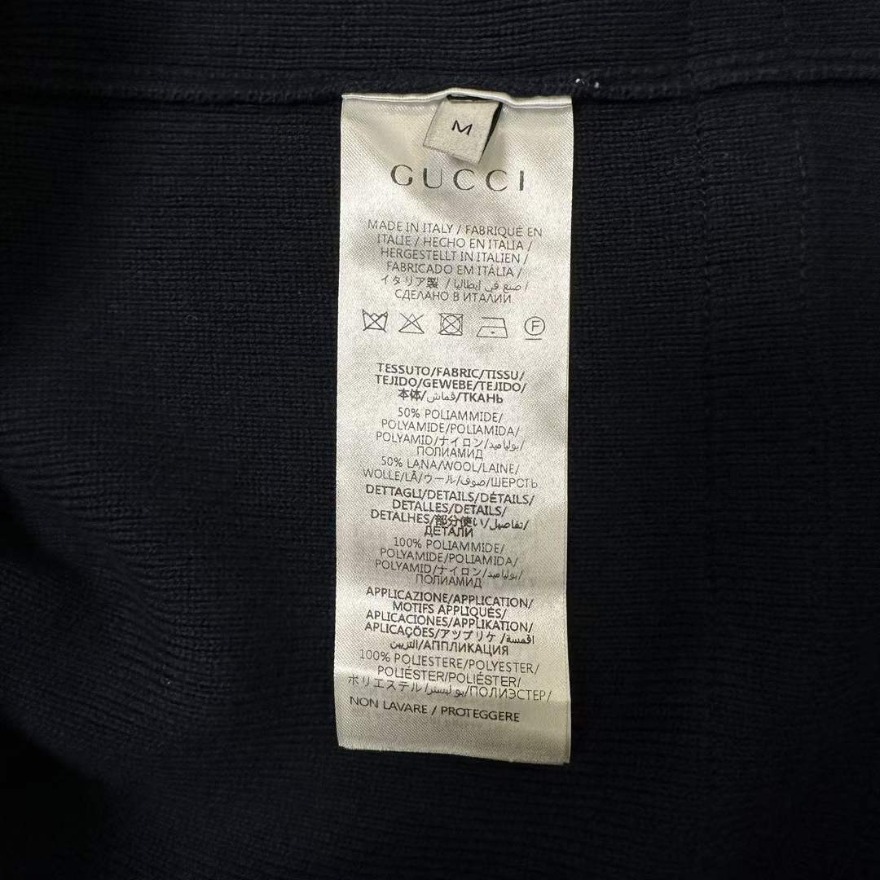 M
GUCCI
MADE IN ITALY / FABRIQUÉ EN
ITALIE / HECHO EN ITALIA /
HERGESTELLT IN ITALIEN /
FABRICADO EM ITÁLIA /
イタリア製 / صنع في إيطاليا /
СДЕЛАНО В ИТАЛИИ
F
TESSUTO/FABRIC/TISSU/
TEJIDO/GEWEBE/TEJIDO/
本体/قماش/ТКАНЬ
50% POLIAMMIDE/
POLYAMIDE/POLIAMIDA/
POLYAMID/ナイロン/بولياميد/
ПОЛИАМИД
50% LANA/WOOL/LAINE/
WOLLE/LÃ/ウール/صوف/ШЕРСТЬ
DETTAGLI/DETAILS/DÉTAILS/
DETALLES/DETAILS/
DETALHES/部分使い/تفاصيل/
ДЕТАЛИ
100% POLIAMMIDE/
POLYAMIDE/POLIAMIDA/
POLYAMID/ナイロン/بولياميد/
ПОЛИАМИД
APPLICAZIONE/APPLICATION/
MOTIFS APPLIQUÉS/
APLICACIONES/APPLIKATION/
APLICAÇÕES/アップリケ/ اقمسة
التزيين/АППЛИКАЦИЯ
100% POLIESTERE/POLYESTER/
POLIÉSTER/POLIÉSTER/
ポリエステル/بوليستر/ПОЛИЭСТЕР/
NON LAVARE / PROTEGGERE